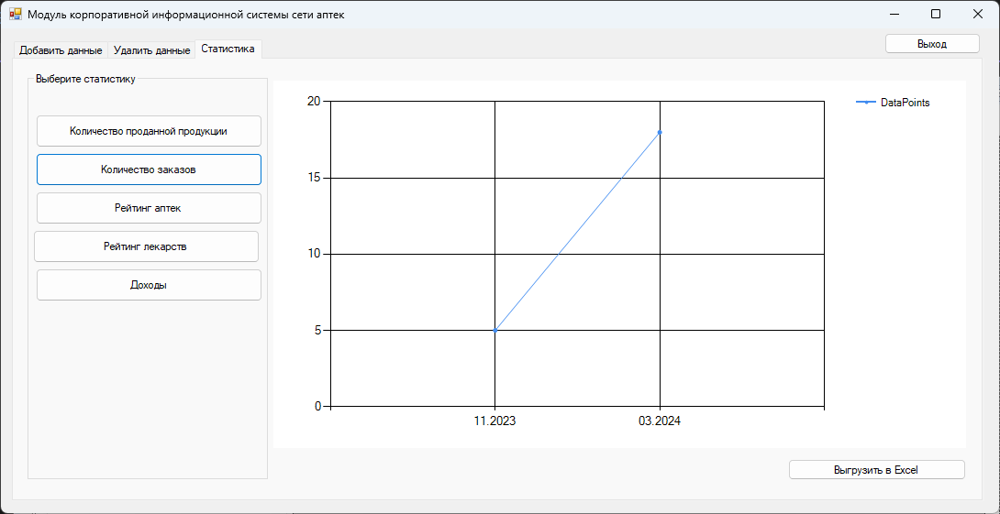 Модуль корпоративной информационной системы сети аптек
Добавить данные
Удалить данные
Статистика
Выход
Выберите статистику
Количество проданной продукции
Количество заказов
Рейтинг аптек
Рейтинг лекарств
Доходы
20
15
10
5
0
11.2023
03.2024
DataPoints
Выгрузить в Excel